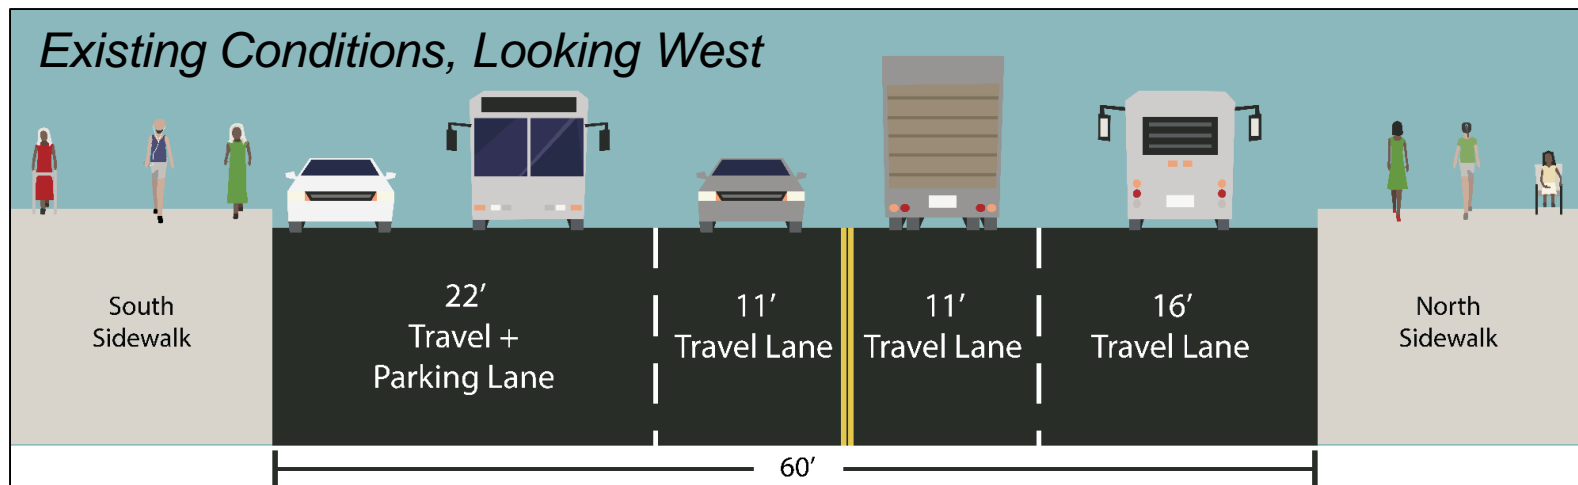 Existing Conditions, Looking West
South
Sidewalk
22’
Travel +
Parking Lane
11’
Travel Lane
11’
Travel Lane
16’
Travel Lane
North
Sidewalk
60’